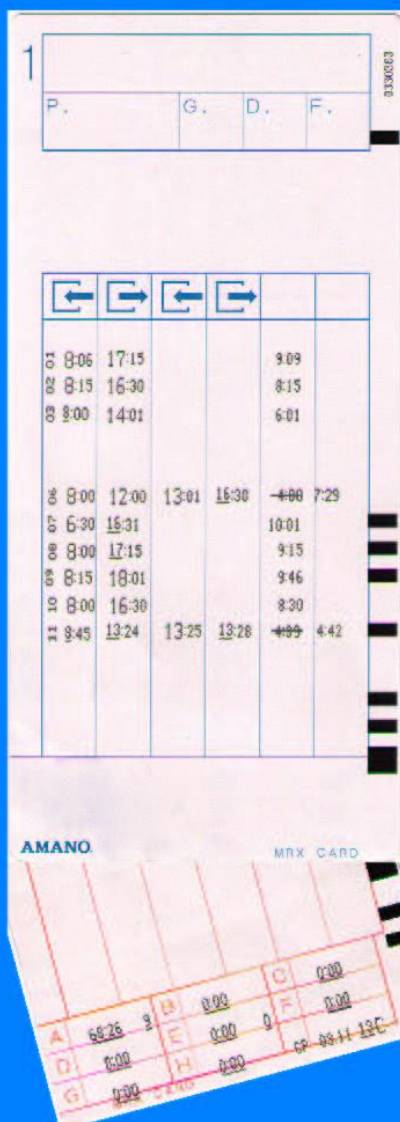 1
0330363
P. G. D. F.
01 8:06 17:15 9:09
02 8:15 16:30 8:15
03 8:00 14:01 6:01
06 8:00 12:00 13:01 16:30 4:00 7:29
07 6:30 16:31 10:01
08 8:00 17:15 9:15
09 8:15 18:01 9:46
10 8:00 16:30 8:30
11 8:45 13:24 13:25 13:28 4:42
AMANO
MRX CARD
A 68:26 9 B 0:00 C 0:00
D 0:00 E 0:00 0 F 0:00
G 0:00 H 0:00 CP 03.11
CARD